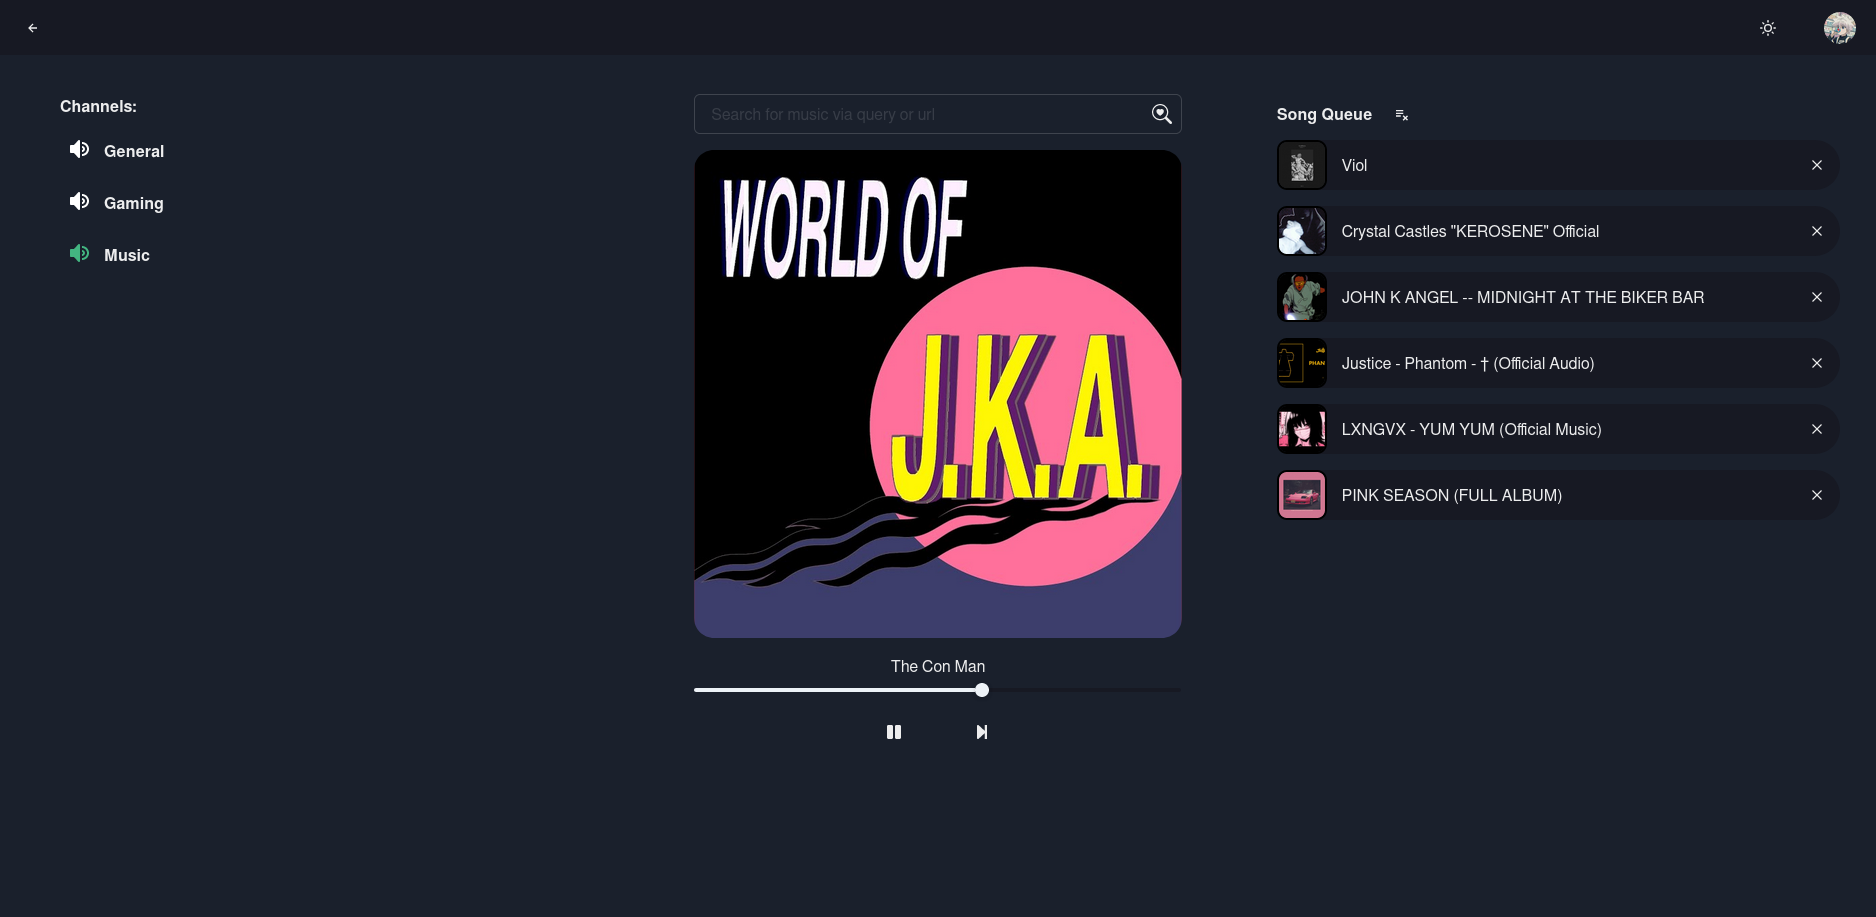 Channels:
General
Gaming
Music
Search for music via query or url
WORLD OF
J.K.A.
The Con Man
Song Queue
Viol
Crystal Castles "KEROSENE" Official
JOHN K ANGEL -- MIDNIGHT AT THE BIKER BAR
Justice - Phantom - † (Official Audio)
PHAN
LXNGVX - YUM YUM (Official Music)
PINK SEASON (FULL ALBUM)